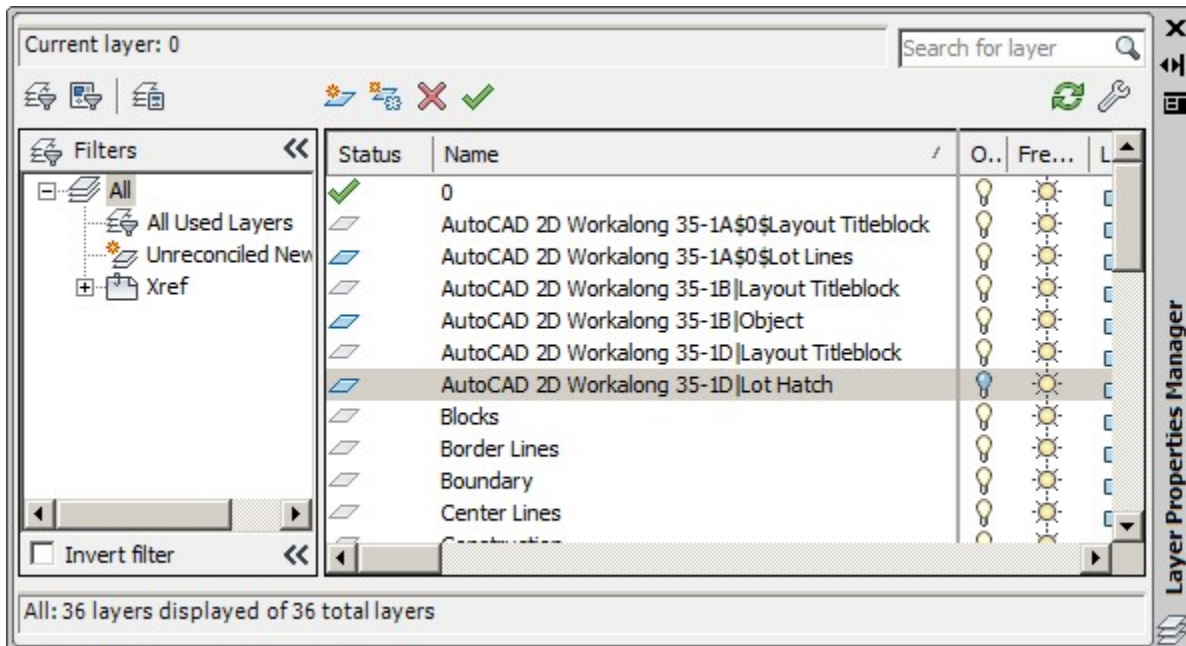 Current layer: 0
Search for layer
Filters
Status Name O.. Fre... L
All
All Used Layers
Unreconciled New
Xref
0
AutoCAD 2D Workalong 35-1A$0$Layout Titleblock
AutoCAD 2D Workalong 35-1A$0$Lot Lines
AutoCAD 2D Workalong 35-1B|Layout Titleblock
AutoCAD 2D Workalong 35-1B|Object
AutoCAD 2D Workalong 35-1D|Layout Titleblock
AutoCAD 2D Workalong 35-1D|Lot Hatch
Blocks
Border Lines
Boundary
Center Lines
Invert filter
All: 36 layers displayed of 36 total layers
Layer Properties Manager